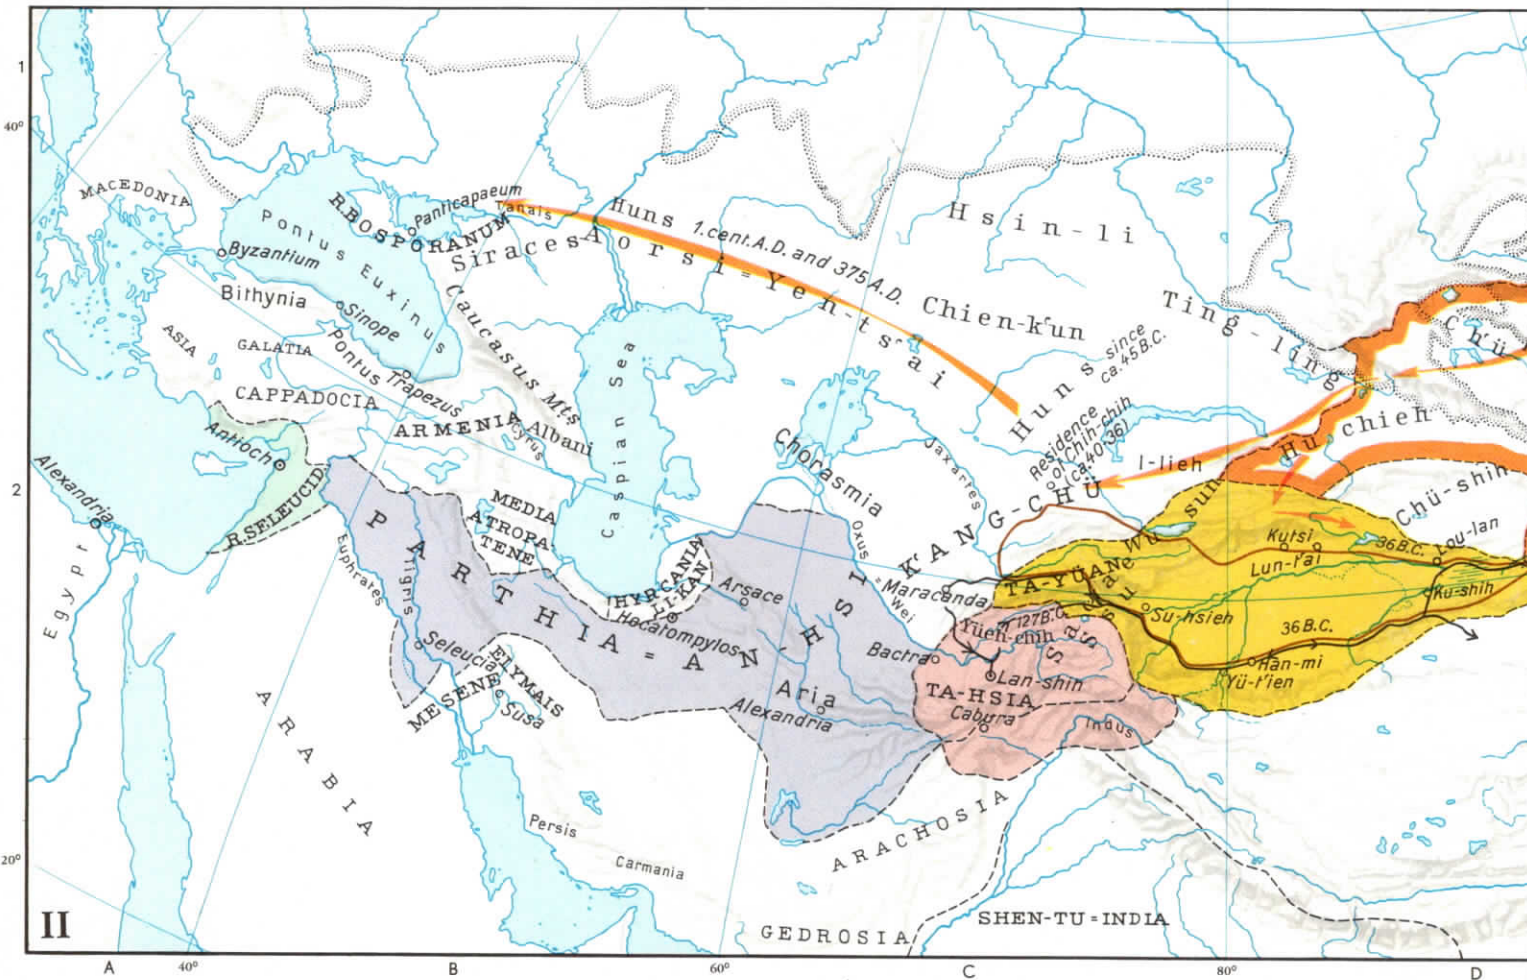 1
40°
MACEDONIA
Pontus Euxinus
Byzantium
R.BOSPORANUM
Panticapaeum
Tanais
Siraces
Huns 1.cent.A.D. and 375 A.D.
Aorsi=Yen-ts'ai
Hsin-li
Chien-k'un
Ting-ling
Ch'ü
Bithynia
Sinope
ASIA
GALATIA
Pontus
Trapezus
CAPPADOCIA
Caucasus Mts
ARMENIA
Cyrus
Albani
Caspian Sea
Huns since
ca. 45 B.C.
Residence
of Chih-chih
(ca.40-36)
Hu-chieh
I-lieh
Chorasmia
Jaxartes
K'ANG-CHÜ
2
Antioch
Alexandria
R.SELEUCID.
Egypt
Euphrates
Tigris
MEDIA
ATROPA-
TENE
HYRCANIA
LI-KAN
PARTHIA=AN-HSI
Arsace
Hecatompylos
Oxus
=
Wei
Maracanda
TA-YÜAN
Wu sun
Kutsi
Lun-t'ai
36 B.C.
Lou-lan
Chü-shih
Ku-shih
Su-hsieh
36 B.C.
Han-mi
Yü-t'ien
127 B.C.
Yüeh-chih
Lan-shih
TA-HSIA
Cabura
Indus
Bactra
Aria
Alexandria
Seleucia
ELYMAIS
MESENE
Susa
ARABIA
Persis
Carmania
ARACHOSIA
GEDROSIA
SHEN-TU=INDIA
20°
II
A
40°
B
60°
C
80°
D